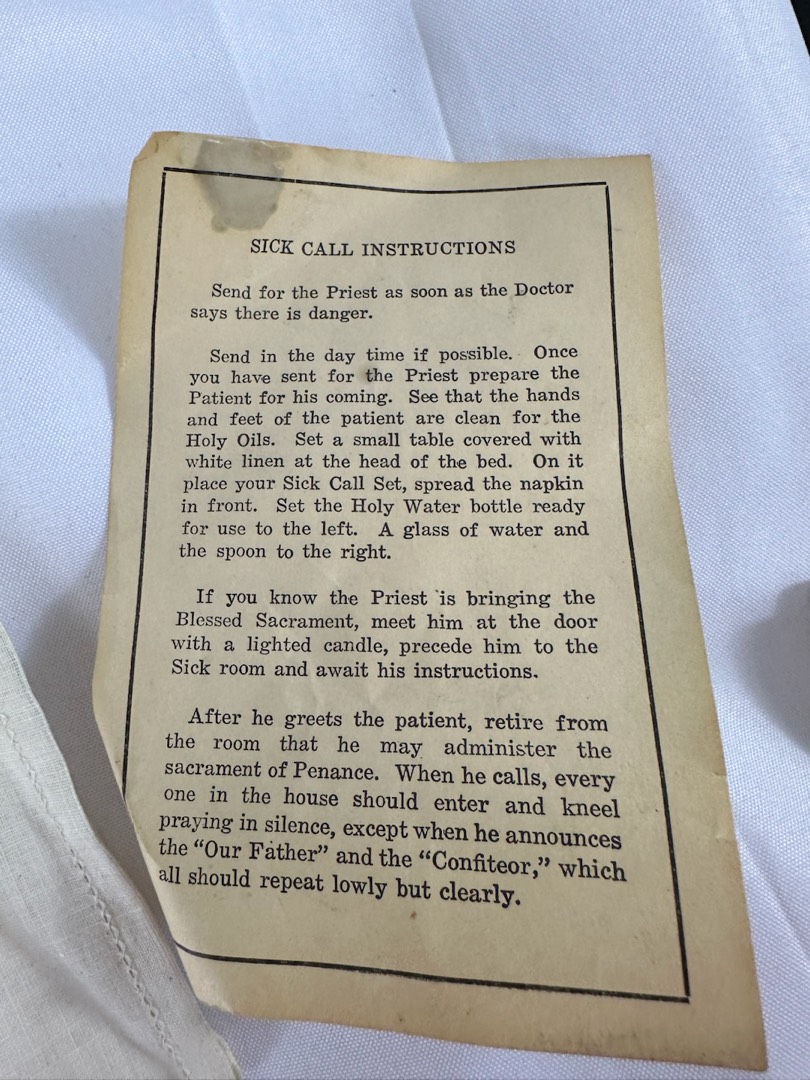 SICK CALL INSTRUCTIONS
Send for the Priest as soon as the Doctor
says there is danger.
Send in the day time if possible. Once
you have sent for the Priest prepare the
Patient for his coming. See that the hands
and feet of the patient are clean for the
Holy Oils. Set a small table covered with
white linen at the head of the bed. On it
place your Sick Call Set, spread the napkin
in front. Set the Holy Water bottle ready
for use to the left. A glass of water and
the spoon to the right.
If you know the Priest is bringing the
Blessed Sacrament, meet him at the door
with a lighted candle, precede him to the
Sick room and await his instructions.
After he greets the patient, retire from
the room that he may administer the
sacrament of Penance. When he calls, every
one in the house should enter and kneel
praying in silence, except when he announces
the “Our Father” and the “Confiteor,” which
all should repeat lowly but clearly.